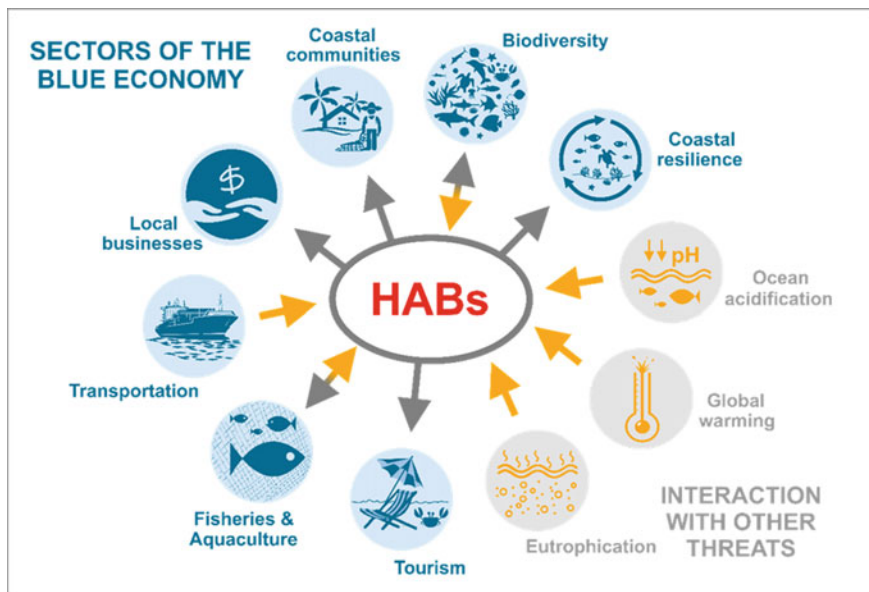 SECTORS OF THE
BLUE ECONOMY
Coastal
communities
Biodiversity
Coastal
resilience
$
Local
businesses
HABs
pH
Ocean
acidification
Transportation
Global
warming
Fisheries &
Aquaculture
Tourism
Eutrophication
INTERACTION
WITH OTHER
THREATS